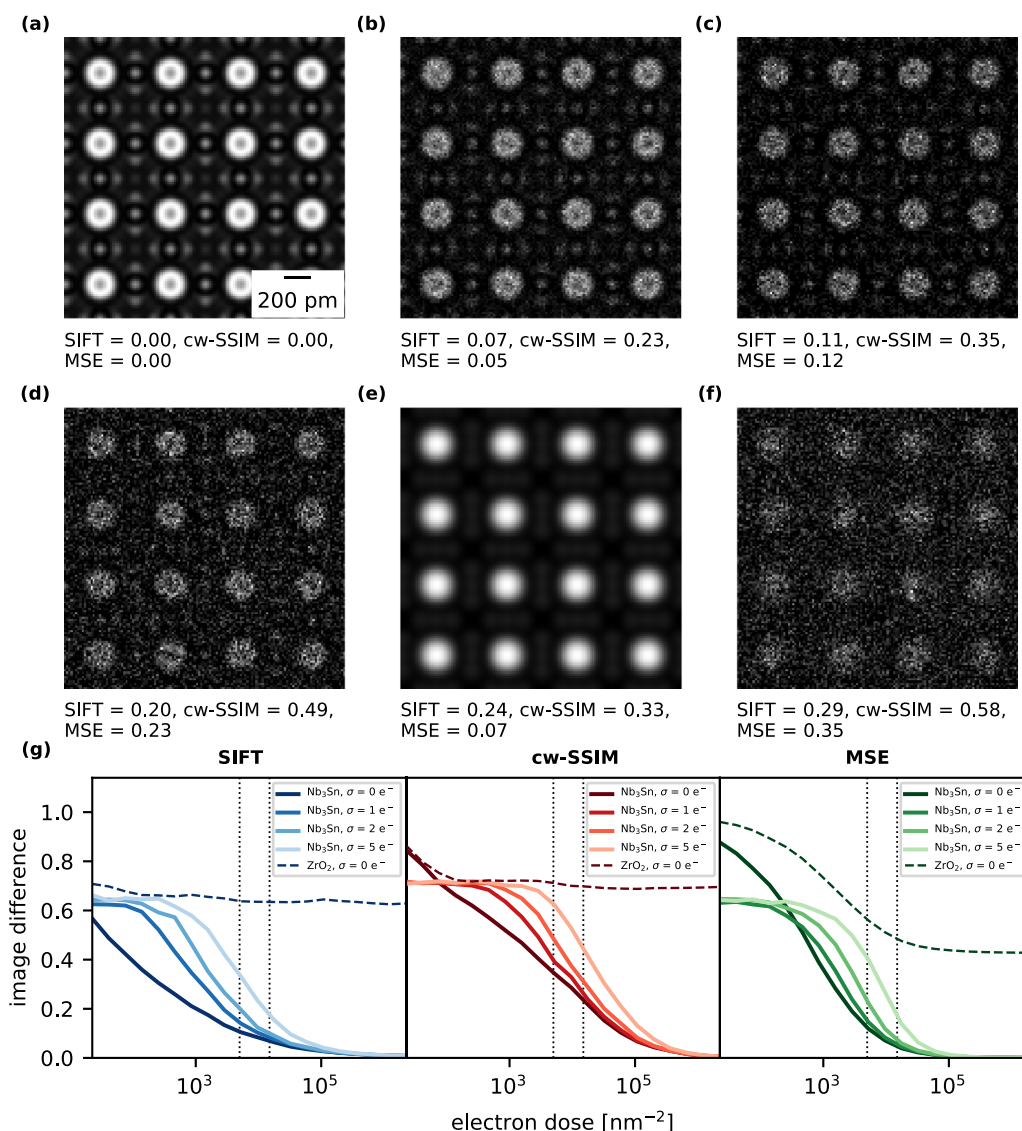 (a)
(b)
(c)
200 pm
SIFT = 0.00, cw-SSIM = 0.00,
MSE = 0.00
SIFT = 0.07, cw-SSIM = 0.23,
MSE = 0.05
SIFT = 0.11, cw-SSIM = 0.35,
MSE = 0.12
(d)
(e)
(f)
SIFT = 0.20, cw-SSIM = 0.49,
MSE = 0.23
SIFT = 0.24, cw-SSIM = 0.33,
MSE = 0.07
SIFT = 0.29, cw-SSIM = 0.58,
MSE = 0.35
(g)
SIFT
cw-SSIM
MSE
image difference
1.0
0.8
0.6
0.4
0.2
0.0
Nb₃Sn, σ = 0 e⁻
Nb₃Sn, σ = 1 e⁻
Nb₃Sn, σ = 2 e⁻
Nb₃Sn, σ = 5 e⁻
ZrO₂, σ = 0 e⁻
Nb₃Sn, σ = 0 e⁻
Nb₃Sn, σ = 1 e⁻
Nb₃Sn, σ = 2 e⁻
Nb₃Sn, σ = 5 e⁻
ZrO₂, σ = 0 e⁻
Nb₃Sn, σ = 0 e⁻
Nb₃Sn, σ = 1 e⁻
Nb₃Sn, σ = 2 e⁻
Nb₃Sn, σ = 5 e⁻
ZrO₂, σ = 0 e⁻
10³ 10⁵ 10³ 10⁵ 10³ 10⁵
electron dose [nm⁻²]